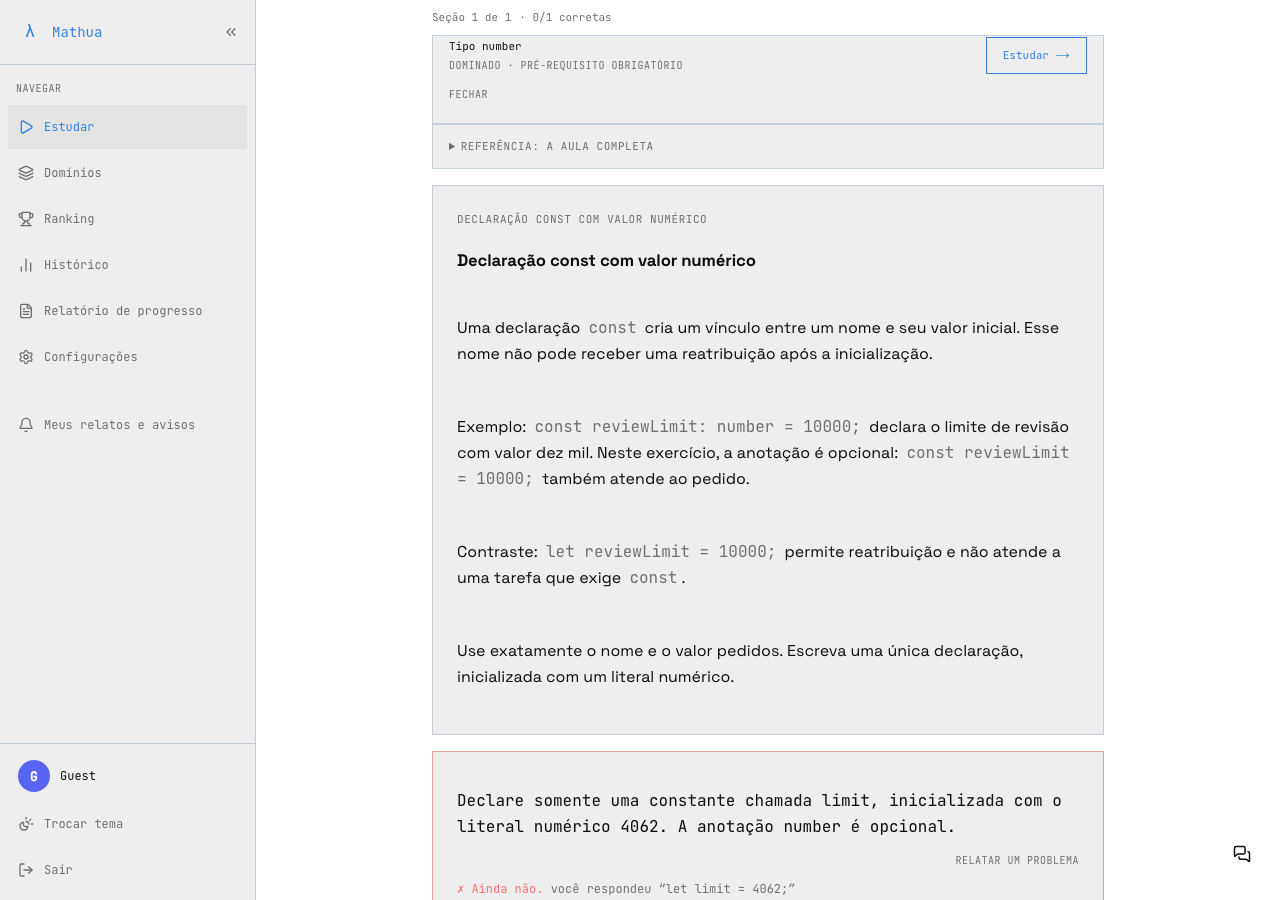 λ Mathua «
NAVEGAR
Estudar
Domínios
Ranking
Histórico
Relatório de progresso
Configurações
Meus relatos e avisos
G Guest
Trocar tema
Sair
Seção 1 de 1 · 0/1 corretas
Tipo number
DOMINADO · PRÉ-REQUISITO OBRIGATÓRIO
Estudar →
FECHAR
▶ REFERÊNCIA: A AULA COMPLETA
DECLARAÇÃO CONST COM VALOR NUMÉRICO
Declaração const com valor numérico
Uma declaração const cria um vínculo entre um nome e seu valor inicial. Esse
nome não pode receber uma reatribuição após a inicialização.
Exemplo: const reviewLimit: number = 10000; declara o limite de revisão
com valor dez mil. Neste exercício, a anotação é opcional: const reviewLimit
= 10000; também atende ao pedido.
Contraste: let reviewLimit = 10000; permite reatribuição e não atende a
uma tarefa que exige const.
Use exatamente o nome e o valor pedidos. Escreva uma única declaração,
inicializada com um literal numérico.
Declare somente uma constante chamada limit, inicializada com o
literal numérico 4062. A anotação number é opcional.
RELATAR UM PROBLEMA
✗ Ainda não. você respondeu “let limit = 4062;”